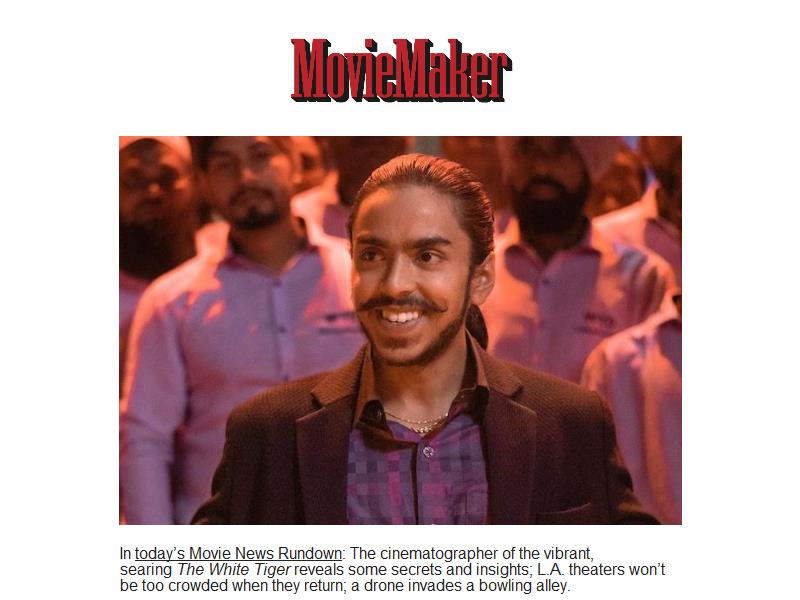 MovieMaker
In today's Movie News Rundown: The cinematographer of the vibrant,
searing The White Tiger reveals some secrets and insights; L.A. theaters won't
be too crowded when they return; a drone invades a bowling alley.